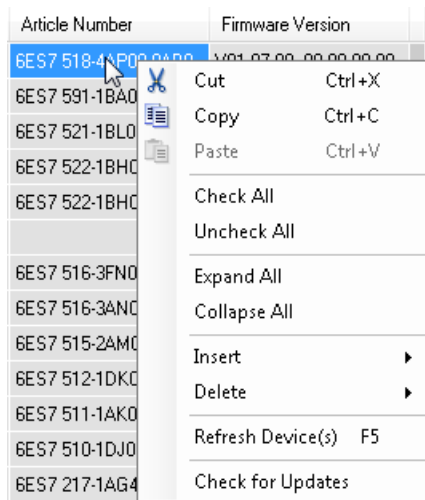 Article Number Firmware Version
6ES7 518-4AP00-0AB0 V01.07.00
6ES7 591-1BA0
6ES7 521-1BL0
6ES7 522-1BH0
6ES7 522-1BH0
6ES7 516-3FN0
6ES7 516-3AN0
6ES7 515-2AM0
6ES7 512-1DK0
6ES7 511-1AK0
6ES7 510-1DJ0
6ES7 217-1AG4
Cut Ctrl+X
Copy Ctrl+C
Paste Ctrl+V
Check All
Uncheck All
Expand All
Collapse All
Insert
Delete
Refresh Device(s) F5
Check for Updates